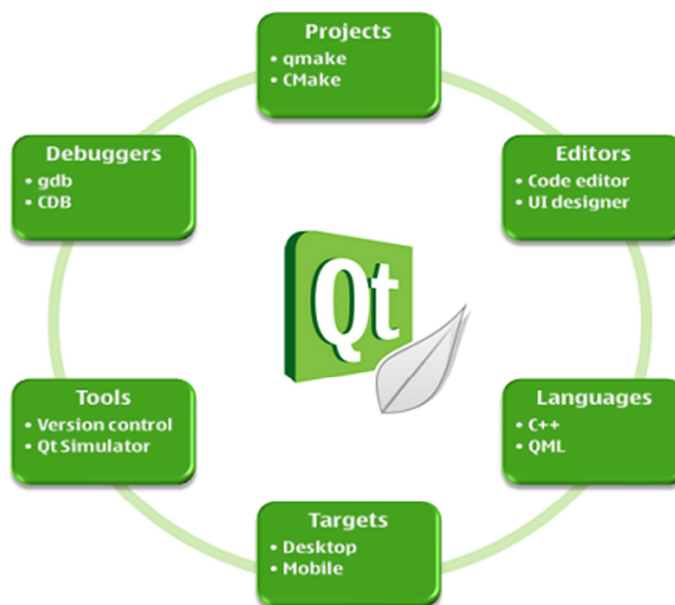 Projects
• qmake
• CMake
Debuggers
• gdb
• CDB
Editors
• Code editor
• UI designer
Qt
Tools
• Version control
• Qt Simulator
Languages
• C++
• QML
Targets
• Desktop
• Mobile